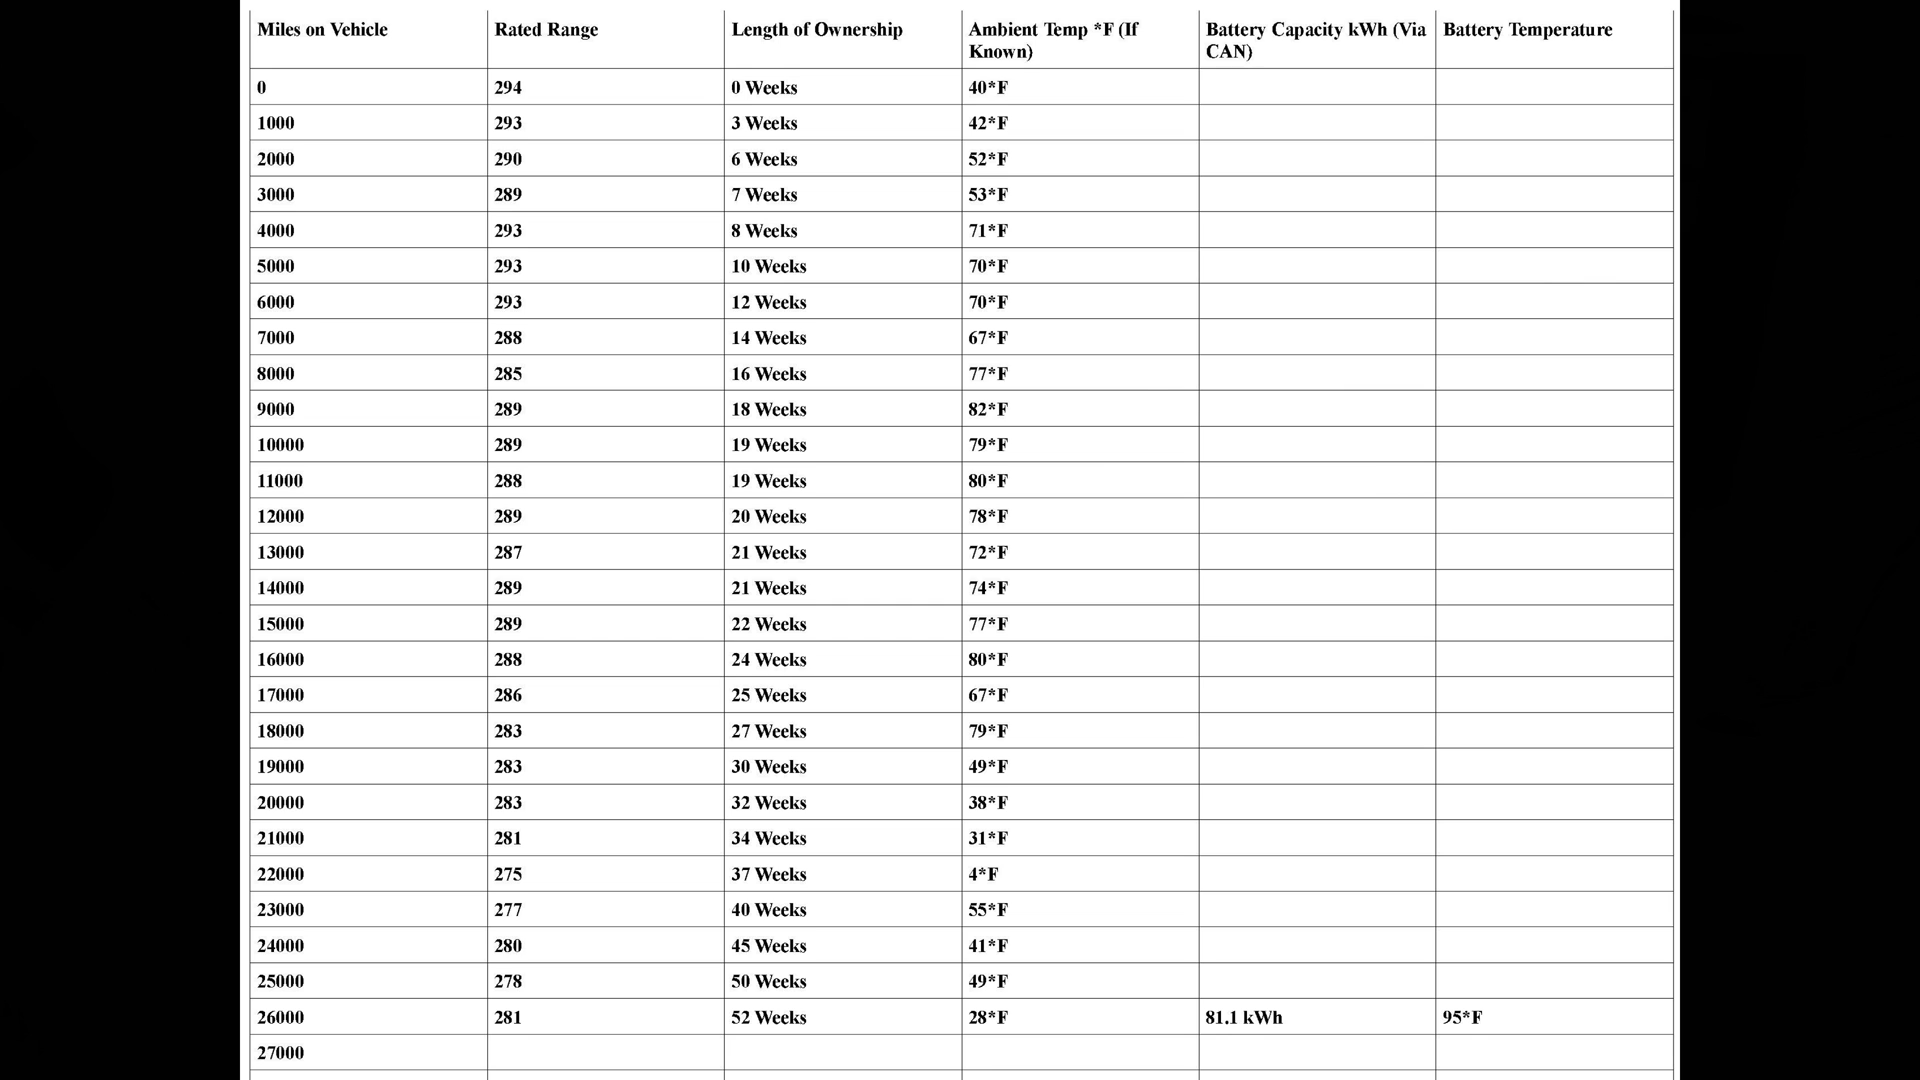 Miles on Vehicle Rated Range Length of Ownership Ambient Temp *F (If Known) Battery Capacity kWh (Via CAN) Battery Temperature
0 294 0 Weeks 40*F
1000 293 3 Weeks 42*F
2000 290 6 Weeks 52*F
3000 289 7 Weeks 53*F
4000 293 8 Weeks 71*F
5000 293 10 Weeks 70*F
6000 293 12 Weeks 70*F
7000 288 14 Weeks 67*F
8000 285 16 Weeks 77*F
9000 289 18 Weeks 82*F
10000 289 19 Weeks 79*F
11000 288 19 Weeks 80*F
12000 289 20 Weeks 78*F
13000 287 21 Weeks 72*F
14000 289 21 Weeks 74*F
15000 289 22 Weeks 77*F
16000 288 24 Weeks 80*F
17000 286 25 Weeks 67*F
18000 283 27 Weeks 79*F
19000 283 30 Weeks 49*F
20000 283 32 Weeks 38*F
21000 281 34 Weeks 31*F
22000 275 37 Weeks 4*F
23000 277 40 Weeks 55*F
24000 280 45 Weeks 41*F
25000 278 50 Weeks 49*F
26000 281 52 Weeks 28*F 81.1 kWh 95*F
27000